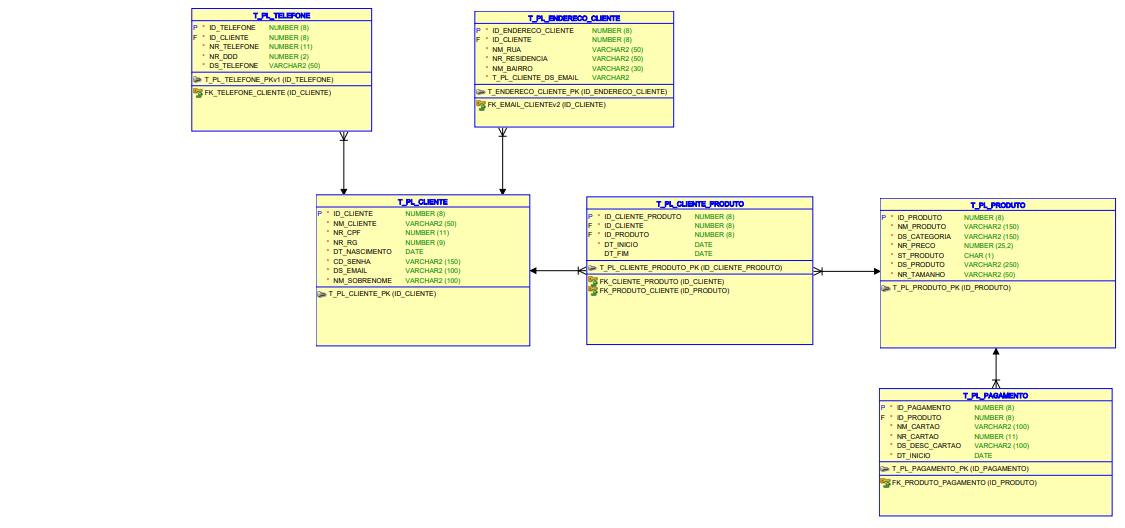 T_PL_TELEFONE
P * ID_TELEFONE NUMBER (8)
F * ID_CLIENTE NUMBER (8)
* NR_TELEFONE NUMBER (11)
* NR_DDD NUMBER (2)
* DS_TELEFONE VARCHAR2 (50)
T_PL_TELEFONE_PKv1 (ID_TELEFONE)
FK_TELEFONE_CLIENTE (ID_CLIENTE)
T_PL_ENDERECO_CLIENTE
P * ID_ENDERECO_CLIENTE NUMBER (8)
F * ID_CLIENTE NUMBER (8)
* NM_RUA VARCHAR2 (50)
* NR_RESIDENCIA VARCHAR2 (50)
* NM_BAIRRO VARCHAR2 (30)
* T_PL_CLIENTE_DS_EMAIL VARCHAR2
T_ENDERECO_CLIENTE_PK (ID_ENDERECO_CLIENTE)
FK_EMAIL_CLIENTEv2 (ID_CLIENTE)
T_PL_CLIENTE
P * ID_CLIENTE NUMBER (8)
* NM_CLIENTE VARCHAR2 (50)
* NR_CPF NUMBER (11)
* NR_RG NUMBER (9)
* DT_NASCIMENTO DATE
* CD_SENHA VARCHAR2 (150)
* DS_EMAIL VARCHAR2 (100)
* NM_SOBRENOME VARCHAR2 (100)
T_PL_CLIENTE_PK (ID_CLIENTE)
T_PL_CLIENTE_PRODUTO
P * ID_CLIENTE_PRODUTO NUMBER (8)
F * ID_CLIENTE NUMBER (8)
F * ID_PRODUTO NUMBER (8)
* DT_INICIO DATE
DT_FIM DATE
T_PL_CLIENTE_PRODUTO_PK (ID_CLIENTE_PRODUTO)
FK_CLIENTE_PRODUTO (ID_CLIENTE)
FK_PRODUTO_CLIENTE (ID_PRODUTO)
T_PL_PRODUTO
P * ID_PRODUTO NUMBER (8)
* NM_PRODUTO VARCHAR2 (150)
* DS_CATEGORIA VARCHAR2 (150)
* NR_PRECO NUMBER (25,2)
* ST_PRODUTO CHAR (1)
* DS_PRODUTO VARCHAR2 (250)
* NR_TAMANHO VARCHAR2 (50)
T_PL_PRODUTO_PK (ID_PRODUTO)
T_PL_PAGAMENTO
P * ID_PAGAMENTO NUMBER (8)
F * ID_PRODUTO NUMBER (8)
* NM_CARTAO VARCHAR2 (100)
* NR_CARTAO NUMBER (11)
* DS_DESC_CARTAO VARCHAR2 (100)
* DT_INICIO DATE
T_PL_PAGAMENTO_PK (ID_PAGAMENTO)
FK_PRODUTO_PAGAMENTO (ID_PRODUTO)